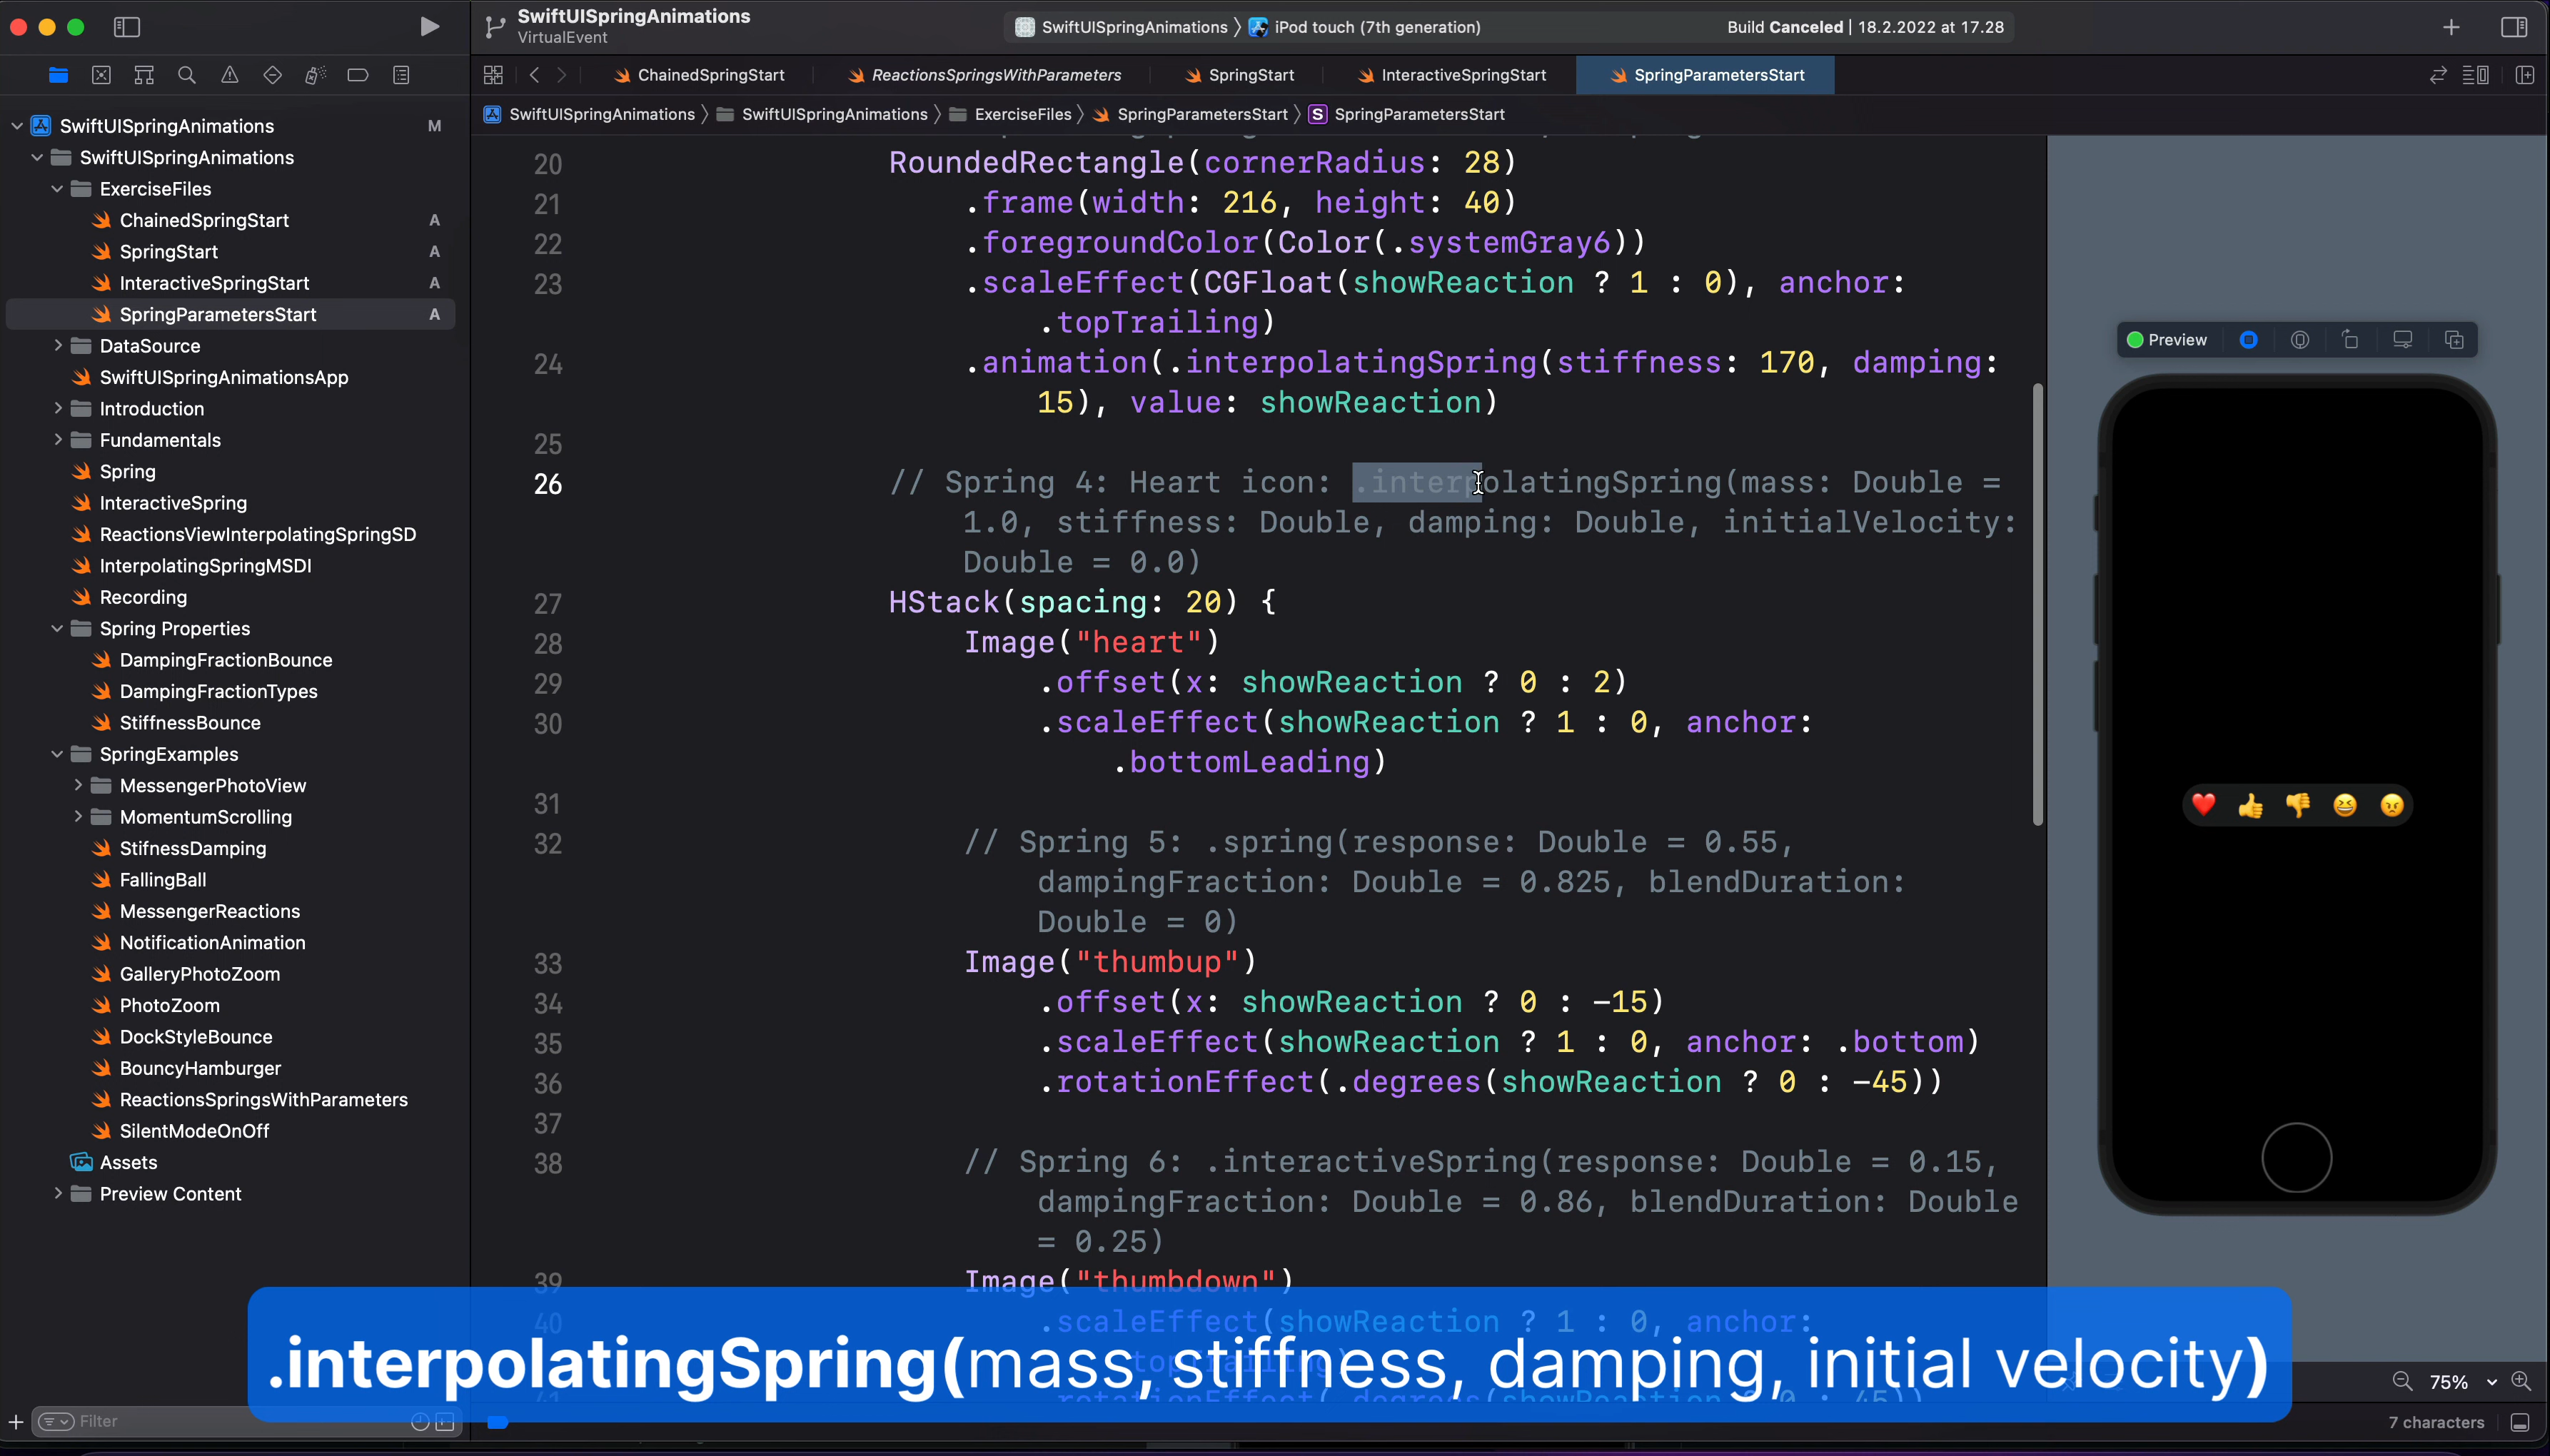 SwiftUISpringAnimations
VirtualEvent
SwiftUISpringAnimations 〉 iPod touch (7th generation)
Build Canceled | 18.2.2022 at 17.28
ChainedSpringStart
ReactionsSpringsWithParameters
SpringStart
InteractiveSpringStart
SpringParametersStart
SwiftUISpringAnimations 〉 SwiftUISpringAnimations 〉 ExerciseFiles 〉 SpringParametersStart 〉 S SpringParametersStart
SwiftUISpringAnimations M
SwiftUISpringAnimations
ExerciseFiles
ChainedSpringStart A
SpringStart A
InteractiveSpringStart A
SpringParametersStart A
DataSource
SwiftUISpringAnimationsApp
Introduction
Fundamentals
Spring
InteractiveSpring
ReactionsViewInterpolatingSpringSD
InterpolatingSpringMSDI
Recording
Spring Properties
DampingFractionBounce
DampingFractionTypes
StiffnessBounce
SpringExamples
MessengerPhotoView
MomentumScrolling
StifnessDamping
FallingBall
MessengerReactions
NotificationAnimation
GalleryPhotoZoom
PhotoZoom
DockStyleBounce
BouncyHamburger
ReactionsSpringsWithParameters
SilentModeOnOff
Assets
Preview Content
Filter
20 RoundedRectangle(cornerRadius: 28)
21 .frame(width: 216, height: 40)
22 .foregroundColor(Color(.systemGray6))
23 .scaleEffect(CGFloat(showReaction ? 1 : 0), anchor:
.topTrailing)
24 .animation(.interpolatingSpring(stiffness: 170, damping:
15), value: showReaction)
25
26 // Spring 4: Heart icon: .interpolatingSpring(mass: Double =
1.0, stiffness: Double, damping: Double, initialVelocity:
Double = 0.0)
27 HStack(spacing: 20) {
28 Image("heart")
29 .offset(x: showReaction ? 0 : 2)
30 .scaleEffect(showReaction ? 1 : 0, anchor:
.bottomLeading)
31
32 // Spring 5: .spring(response: Double = 0.55,
dampingFraction: Double = 0.825, blendDuration:
Double = 0)
33 Image("thumbup")
34 .offset(x: showReaction ? 0 : -15)
35 .scaleEffect(showReaction ? 1 : 0, anchor: .bottom)
36 .rotationEffect(.degrees(showReaction ? 0 : -45))
37
38 // Spring 6: .interactiveSpring(response: Double = 0.15,
dampingFraction: Double = 0.86, blendDuration: Double
= 0.25)
39 Image("thumbdown")
40 .scaleEffect(showReaction ? 1 : 0, anchor:
.interpolatingSpring(mass, stiffness, damping, initial velocity)
Preview
75%
7 characters